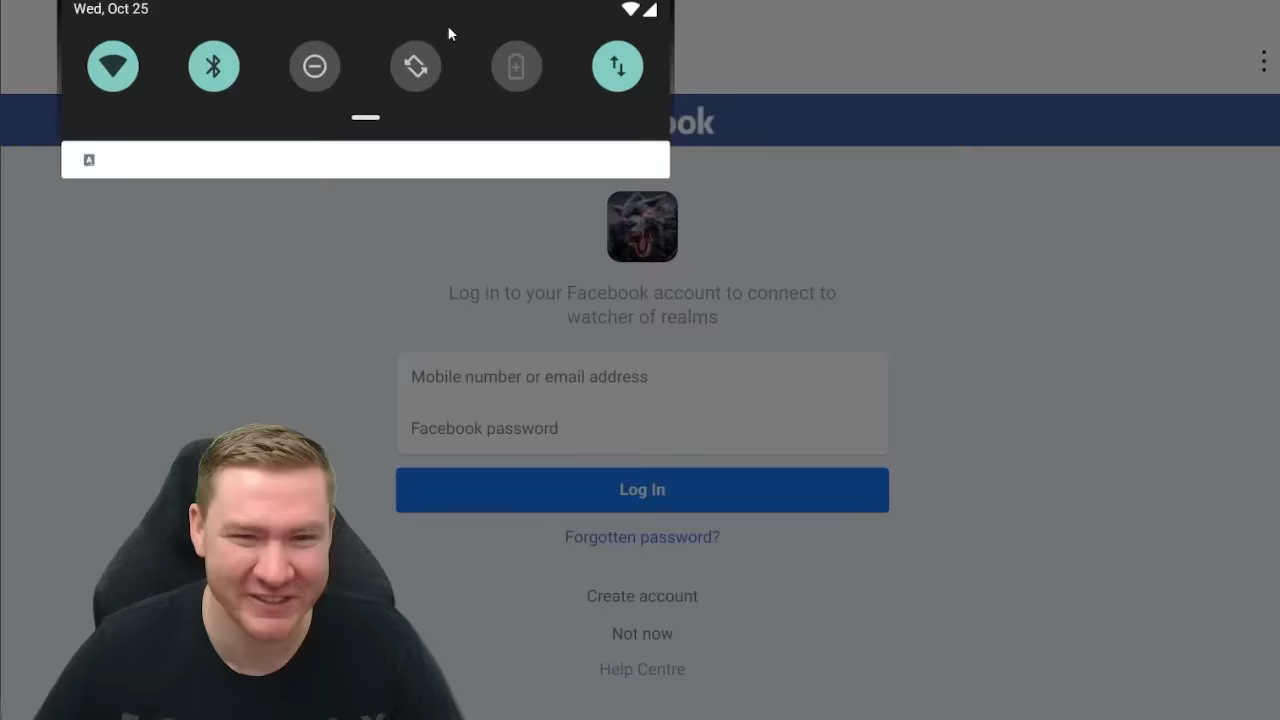 Wed, Oct 25
ook
Log in to your Facebook account to connect to
watcher of realms
Mobile number or email address
Facebook password
Log In
Forgotten password?
Create account
Not now
Help Centre